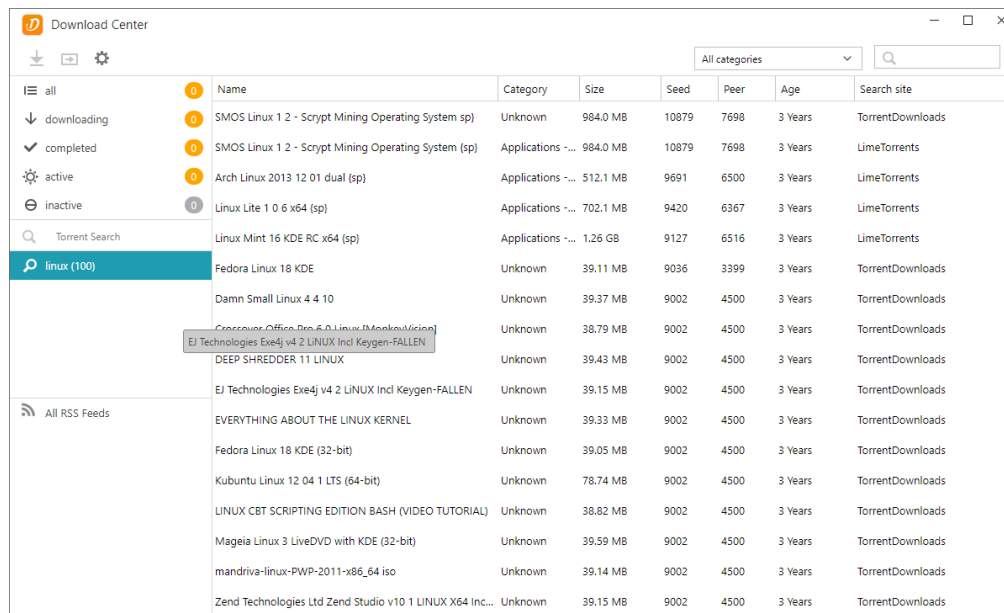 Download Center
All categories
all 0
downloading 0
completed 0
active 0
inactive 0
Torrent Search
linux (100)
All RSS Feeds
Name Category Size Seed Peer Age Search site
SMOS Linux 1 2 - Scrypt Mining Operating System sp} Unknown 984.0 MB 10879 7698 3 Years TorrentDownloads
SMOS Linux 1 2 - Scrypt Mining Operating System {sp} Applications -... 984.0 MB 10879 7698 3 Years LimeTorrents
Arch Linux 2013 12 01 dual {sp} Applications -... 512.1 MB 9691 6500 3 Years LimeTorrents
Linux Lite 1 0 6 x64 {sp} Applications -... 702.1 MB 9420 6367 3 Years LimeTorrents
Linux Mint 16 KDE RC x64 {sp} Applications -... 1.26 GB 9127 6516 3 Years LimeTorrents
Fedora Linux 18 KDE Unknown 39.11 MB 9036 3399 3 Years TorrentDownloads
Damn Small Linux 4 4 10 Unknown 39.37 MB 9002 4500 3 Years TorrentDownloads
Crossover Office Pro 6 0 Linux [MonkeyVision] Unknown 38.79 MB 9002 4500 3 Years TorrentDownloads
EJ Technologies Exe4j v4 2 LiNUX Incl Keygen-FALLEN
DEEP SHREDDER 11 LINUX Unknown 39.43 MB 9002 4500 3 Years TorrentDownloads
EJ Technologies Exe4j v4 2 LiNUX Incl Keygen-FALLEN Unknown 39.15 MB 9002 4500 3 Years TorrentDownloads
EVERYTHING ABOUT THE LINUX KERNEL Unknown 39.33 MB 9002 4500 3 Years TorrentDownloads
Fedora Linux 18 KDE (32-bit) Unknown 39.05 MB 9002 4500 3 Years TorrentDownloads
Kubuntu Linux 12 04 1 LTS (64-bit) Unknown 78.74 MB 9002 4500 3 Years TorrentDownloads
LINUX CBT SCRIPTING EDITION BASH (VIDEO TUTORIAL) Unknown 38.82 MB 9002 4500 3 Years TorrentDownloads
Mageia Linux 3 LiveDVD with KDE (32-bit) Unknown 39.59 MB 9002 4500 3 Years TorrentDownloads
mandriva-linux-PWP-2011-x86_64 iso Unknown 39.14 MB 9002 4500 3 Years TorrentDownloads
Zend Technologies Ltd Zend Studio v10 1 LINUX X64 Inc... Unknown 39.15 MB 9002 4500 3 Years TorrentDownloads